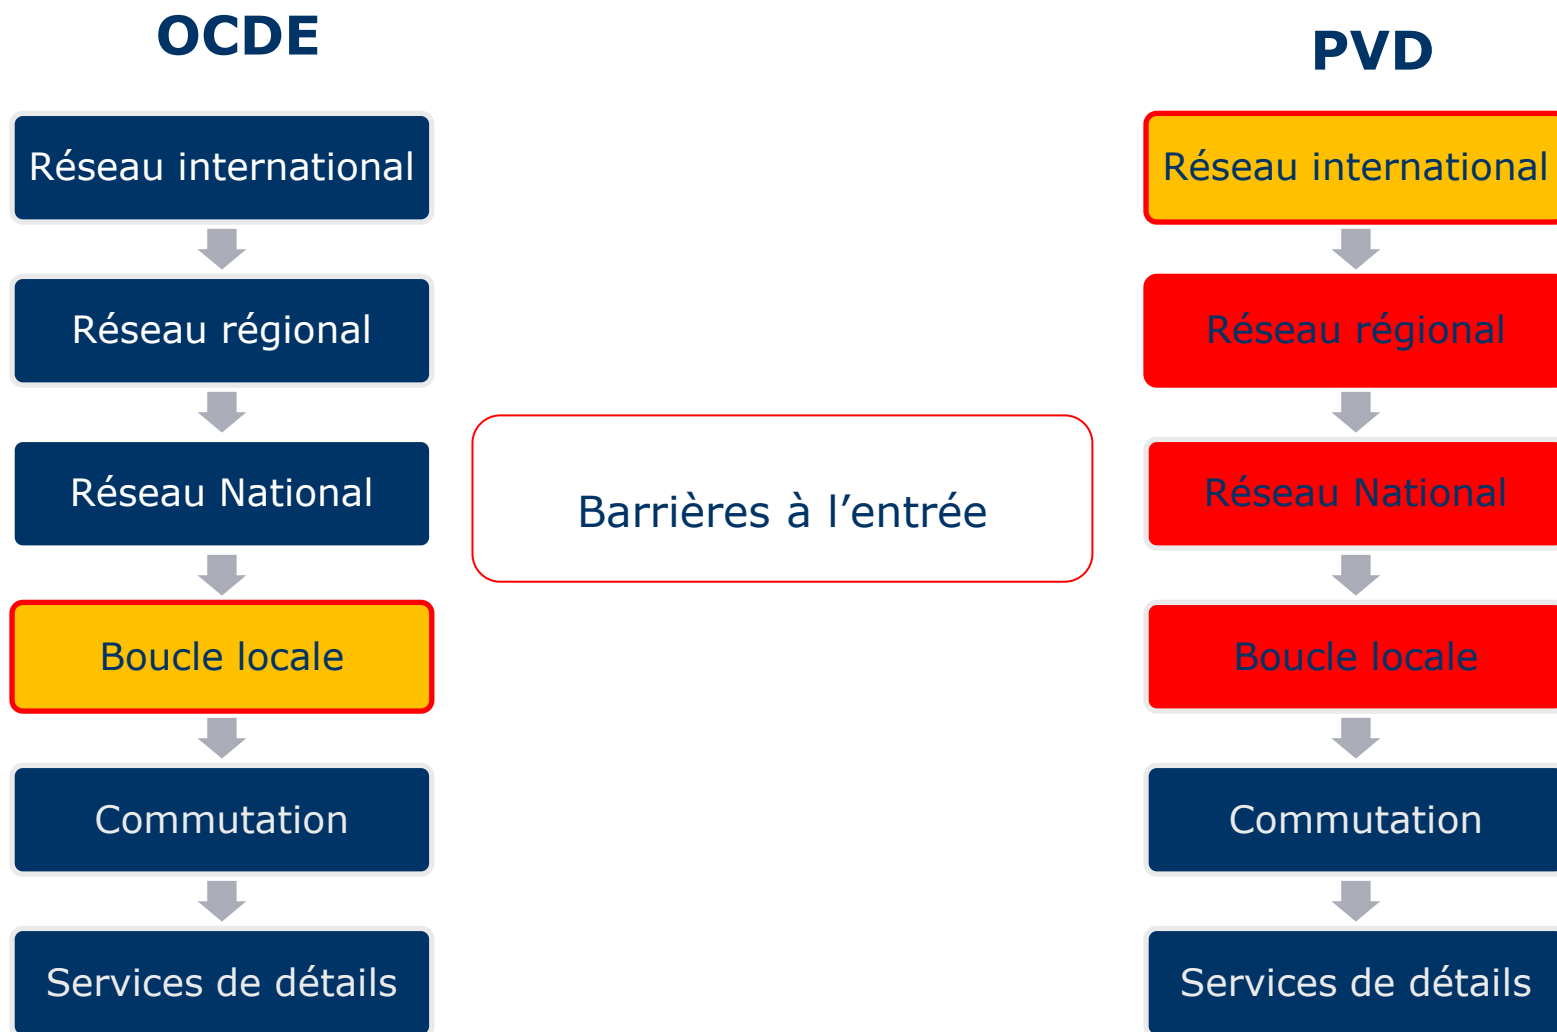 OCDE
Réseau international
Réseau régional
Réseau National
Boucle locale
Commutation
Services de détails
Barrières à l’entrée
PVD
Réseau international
Réseau régional
Réseau National
Boucle locale
Commutation
Services de détails